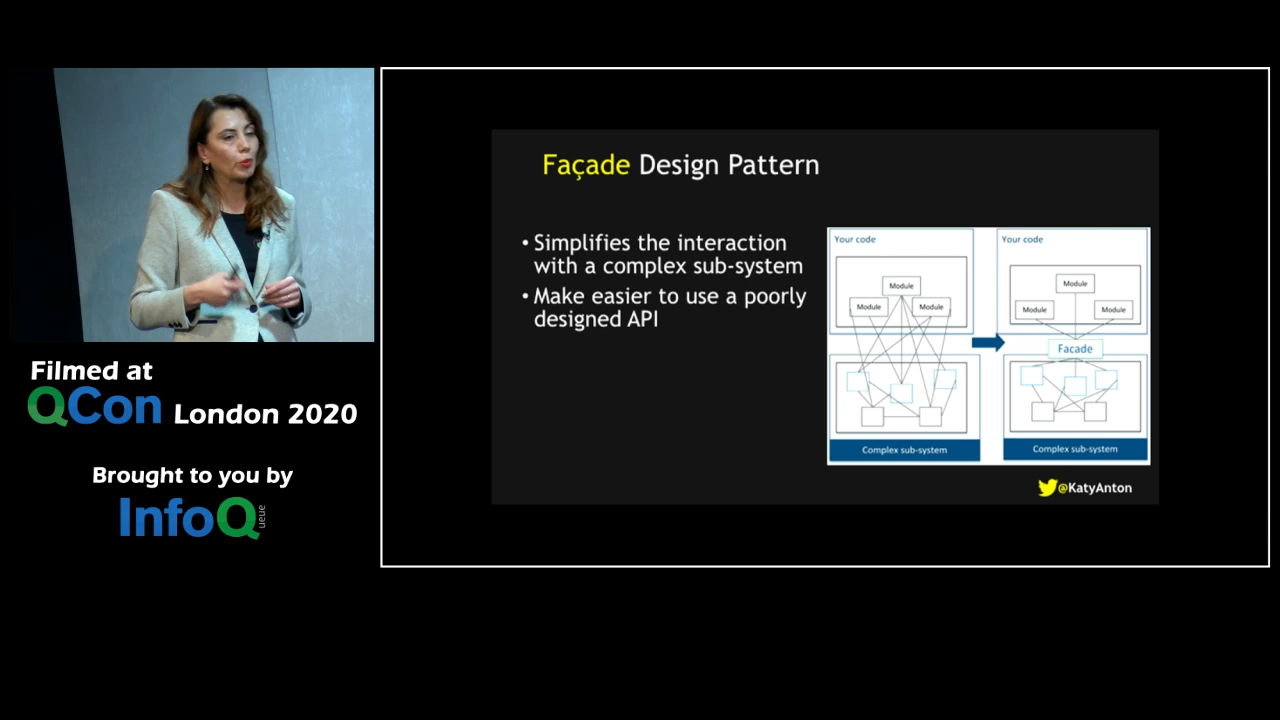 Façade Design Pattern
• Simplifies the interaction
with a complex sub-system
• Make easier to use a poorly
designed API
Your code
Module
Module
Module
Complex sub-system
Your code
Module
Module
Module
Facade
Complex sub-system
@KatyAnton
Filmed at
QCon London 2020
Brought to you by
InfoQueue